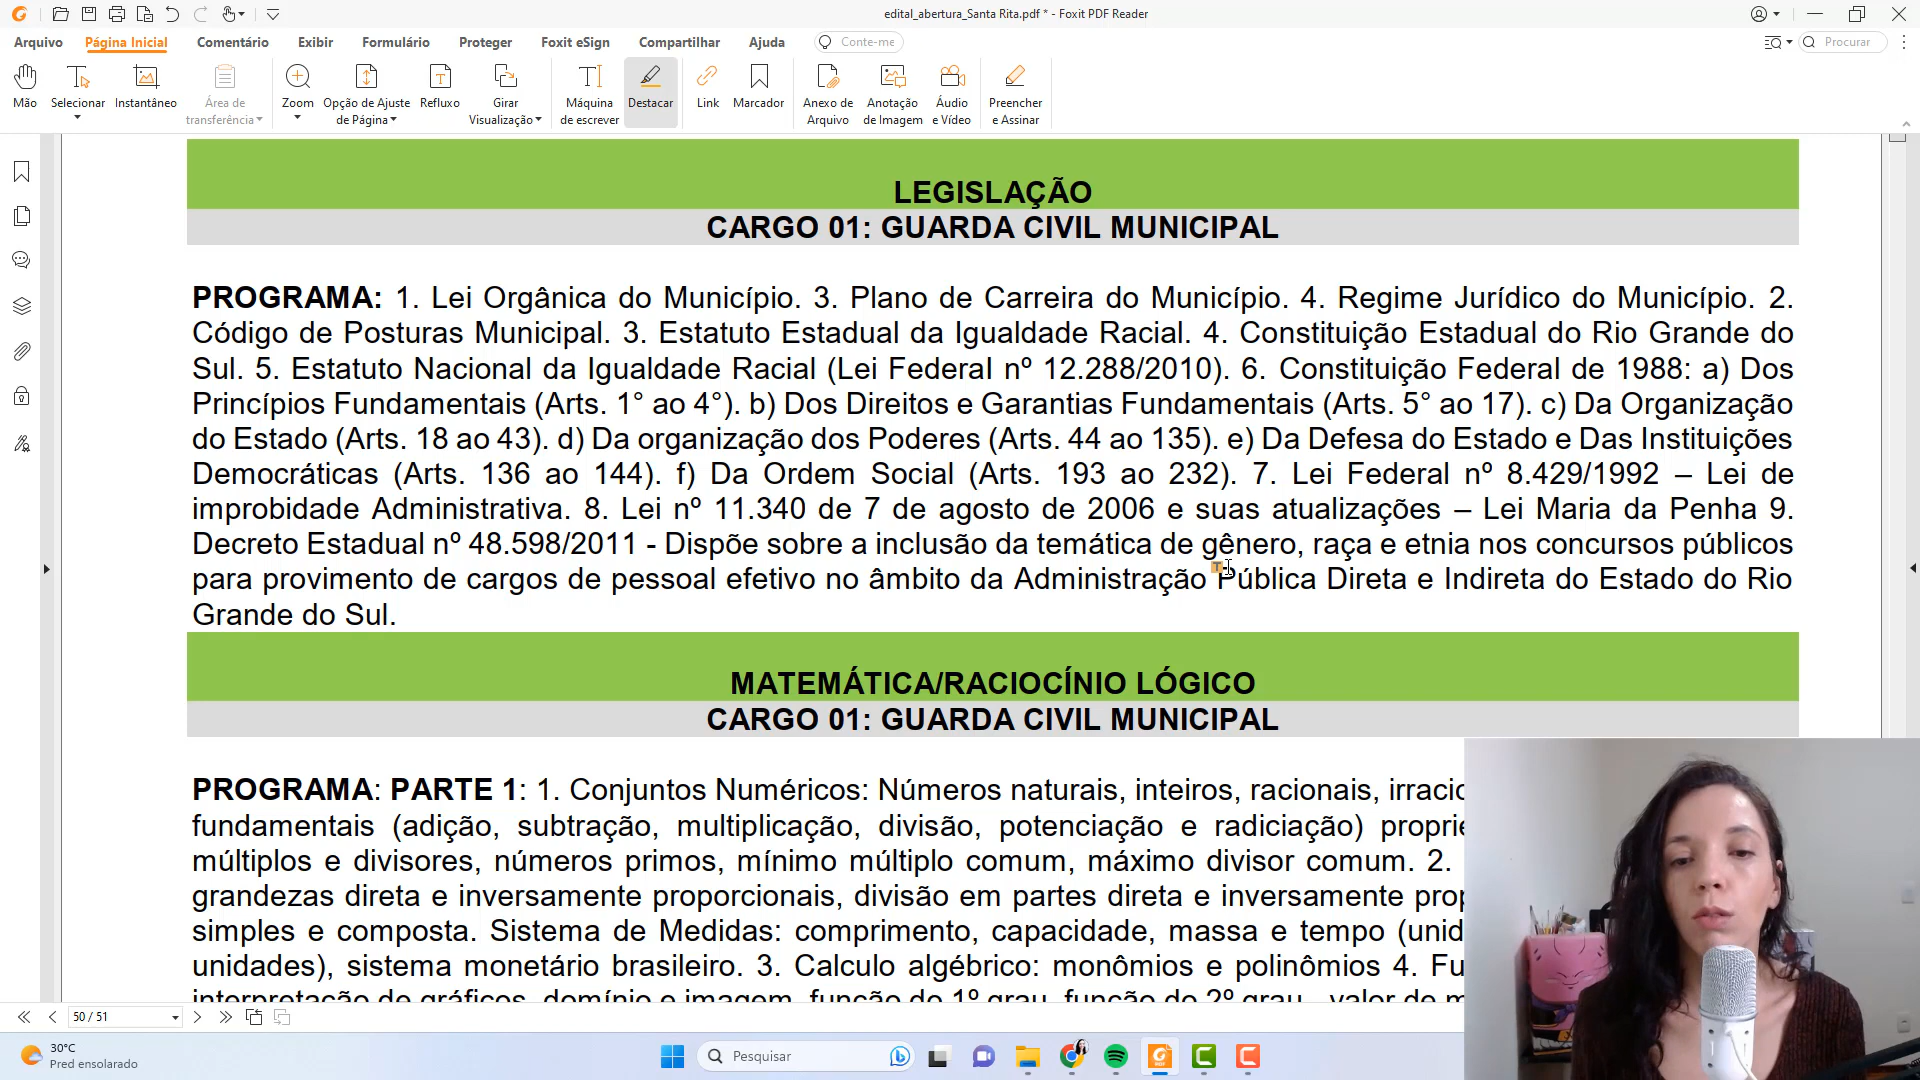 edital_abertura_Santa Rita.pdf * - Foxit PDF Reader
Arquivo Página Inicial Comentário Exibir Formulário Proteger Foxit eSign Compartilhar Ajuda Conte-me Procurar
Mão Selecionar Instantâneo Área de transferência Zoom Opção de Ajuste de Página Refluxo Girar Visualização Máquina de escrever Destacar Link Marcador Anexo de Arquivo Anotação de Imagem Áudio e Vídeo Preencher e Assinar
LEGISLAÇÃO
CARGO 01: GUARDA CIVIL MUNICIPAL
PROGRAMA: 1. Lei Orgânica do Município. 3. Plano de Carreira do Município. 4. Regime Jurídico do Município. 2.
Código de Posturas Municipal. 3. Estatuto Estadual da Igualdade Racial. 4. Constituição Estadual do Rio Grande do
Sul. 5. Estatuto Nacional da Igualdade Racial (Lei Federal nº 12.288/2010). 6. Constituição Federal de 1988: a) Dos
Princípios Fundamentais (Arts. 1° ao 4°). b) Dos Direitos e Garantias Fundamentais (Arts. 5° ao 17). c) Da Organização
do Estado (Arts. 18 ao 43). d) Da organização dos Poderes (Arts. 44 ao 135). e) Da Defesa do Estado e Das Instituições
Democráticas (Arts. 136 ao 144). f) Da Ordem Social (Arts. 193 ao 232). 7. Lei Federal nº 8.429/1992 – Lei de
improbidade Administrativa. 8. Lei nº 11.340 de 7 de agosto de 2006 e suas atualizações – Lei Maria da Penha 9.
Decreto Estadual nº 48.598/2011 - Dispõe sobre a inclusão da temática de gênero, raça e etnia nos concursos públicos
para provimento de cargos de pessoal efetivo no âmbito da Administração Pública Direta e Indireta do Estado do Rio
Grande do Sul.
MATEMÁTICA/RACIOCÍNIO LÓGICO
CARGO 01: GUARDA CIVIL MUNICIPAL
PROGRAMA: PARTE 1: 1. Conjuntos Numéricos: Números naturais, inteiros, racionais, irracio
fundamentais (adição, subtração, multiplicação, divisão, potenciação e radiciação) proprie
múltiplos e divisores, números primos, mínimo múltiplo comum, máximo divisor comum. 2.
grandezas direta e inversamente proporcionais, divisão em partes direta e inversamente prop
simples e composta. Sistema de Medidas: comprimento, capacidade, massa e tempo (unid
unidades), sistema monetário brasileiro. 3. Calculo algébrico: monômios e polinômios 4. Fu
interpretação de gráficos, domínio e imagem, função do 1º grau, função do 2º grau valor de m
50 / 51
30°C
Pred ensolarado
Pesquisar